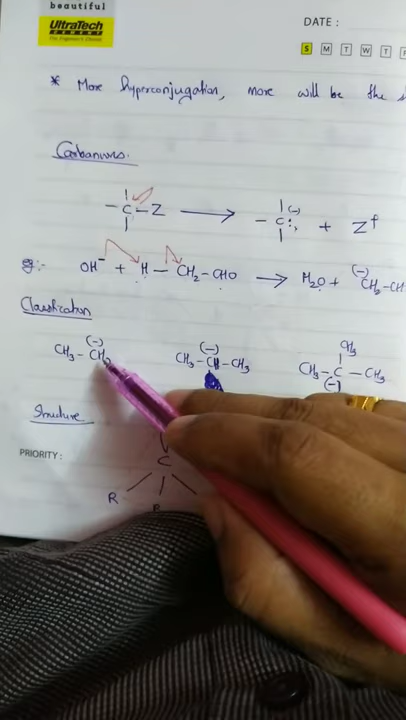 beautiful
UltraTech
CEMENT
The Engineer's Choice
DATE :
S M T W T F
* More hyperconjugation, more will be the s
Carbanions.
-C-Z → -C:(-) + Z+
eg:- OH- + H-CH2-CHO → H2O + (-)CH2-CH
Classification
CH3-CH2(-) CH3-CH(-)-CH3 CH3
CH3-C-CH3
(-)
Structure
PRIORITY :
C
R R